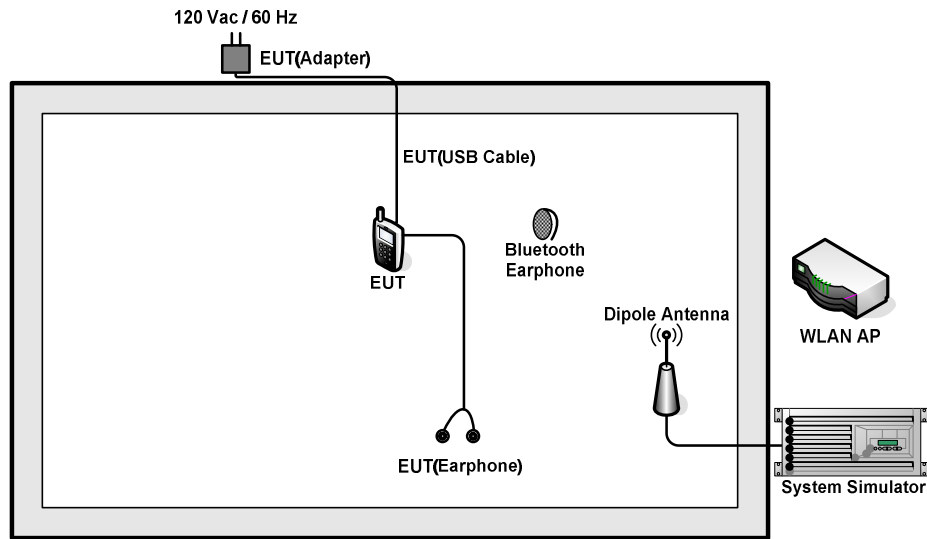 120 Vac / 60 Hz
EUT(Adapter)
EUT(USB Cable)
EUT
Bluetooth
Earphone
Dipole Antenna
WLAN AP
EUT(Earphone)
System Simulator